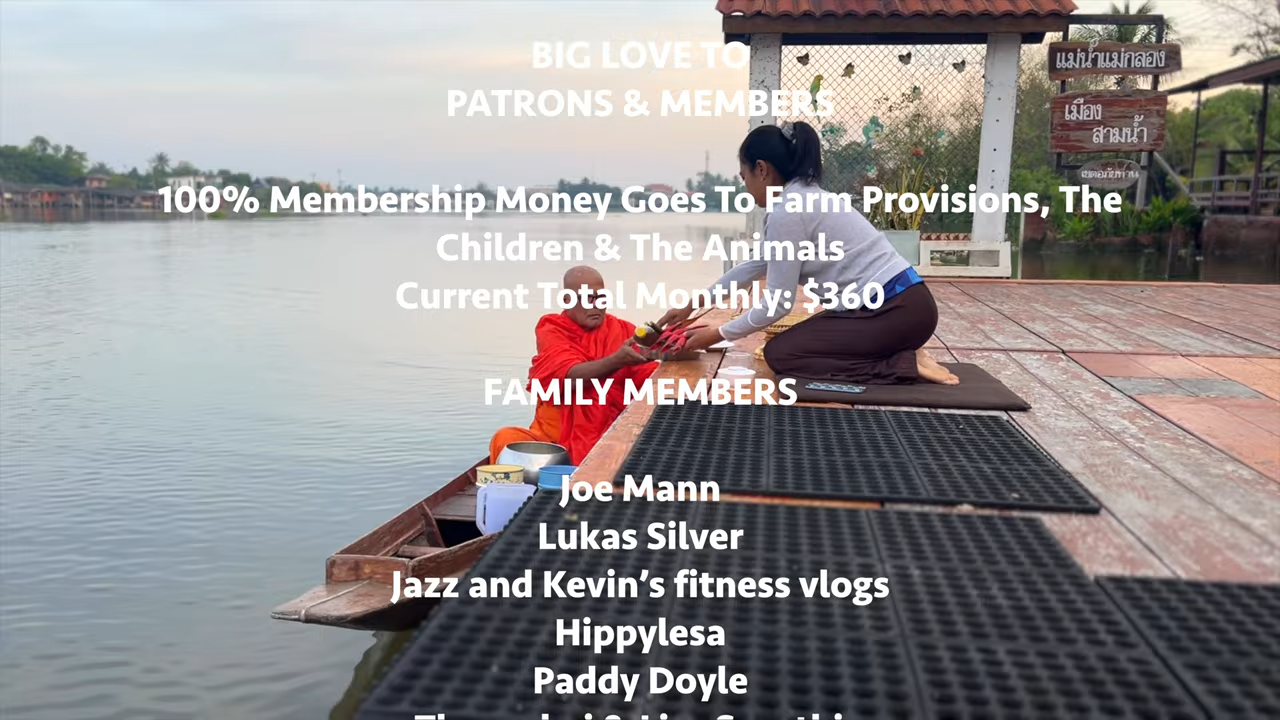 BIG LOVE TO
PATRONS & MEMBERS
100% Membership Money Goes To Farm Provisions, The
Children & The Animals
Current Total Monthly: $360
FAMILY MEMBERS
Joe Mann
Lukas Silver
Jazz and Kevin’s fitness vlogs
Hippylesa
Paddy Doyle
แม่น้ำแม่กลอง
เมือง
สามน้ำ